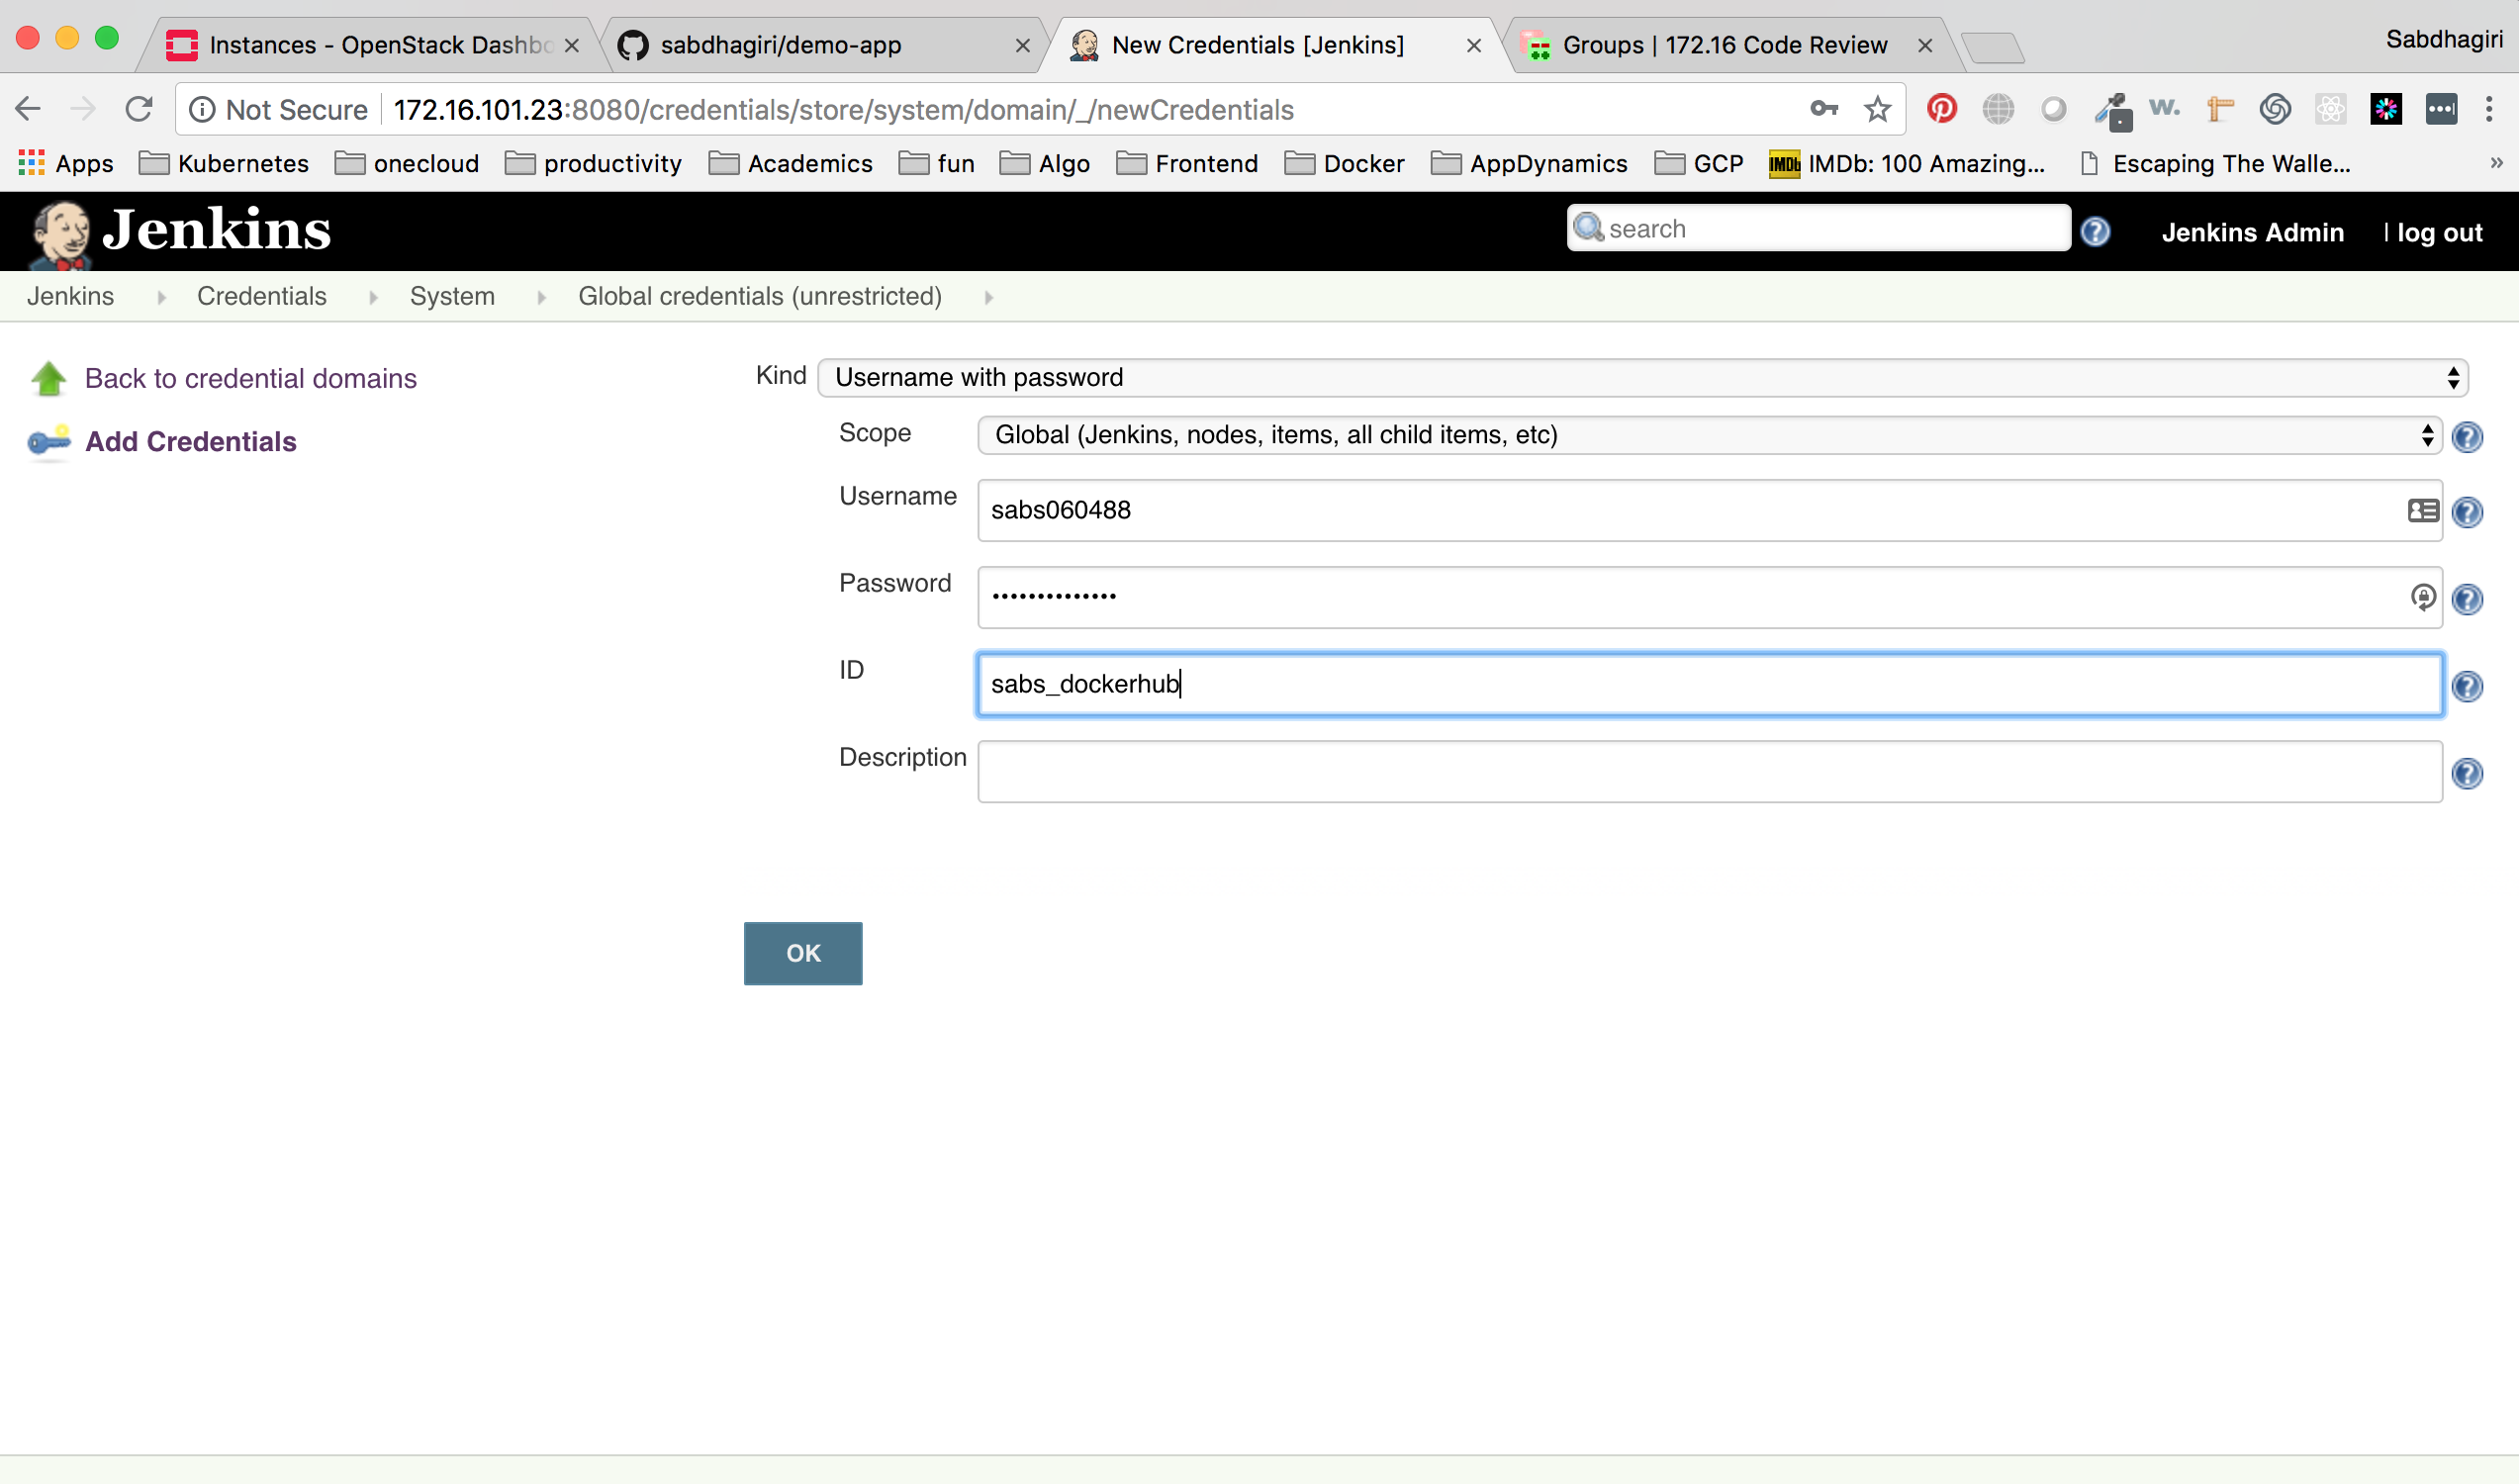 Instances - OpenStack Dashbo
sabdhagiri/demo-app
New Credentials [Jenkins]
Groups | 172.16 Code Review
Sabdhagiri
Not Secure
172.16.101.23:8080/credentials/store/system/domain/_/newCredentials
w.
Apps
Kubernetes
onecloud
productivity
Academics
fun
Algo
Frontend
Docker
AppDynamics
GCP
IMDb
IMDb: 100 Amazing...
Escaping The Walle...
»
Jenkins
search
Jenkins Admin
| log out
Jenkins
Credentials
System
Global credentials (unrestricted)
Back to credential domains
Add Credentials
Kind
Username with password
Scope
Global (Jenkins, nodes, items, all child items, etc)
Username
sabs060488
Password
••••••••••••••
ID
sabs_dockerhub
Description
OK